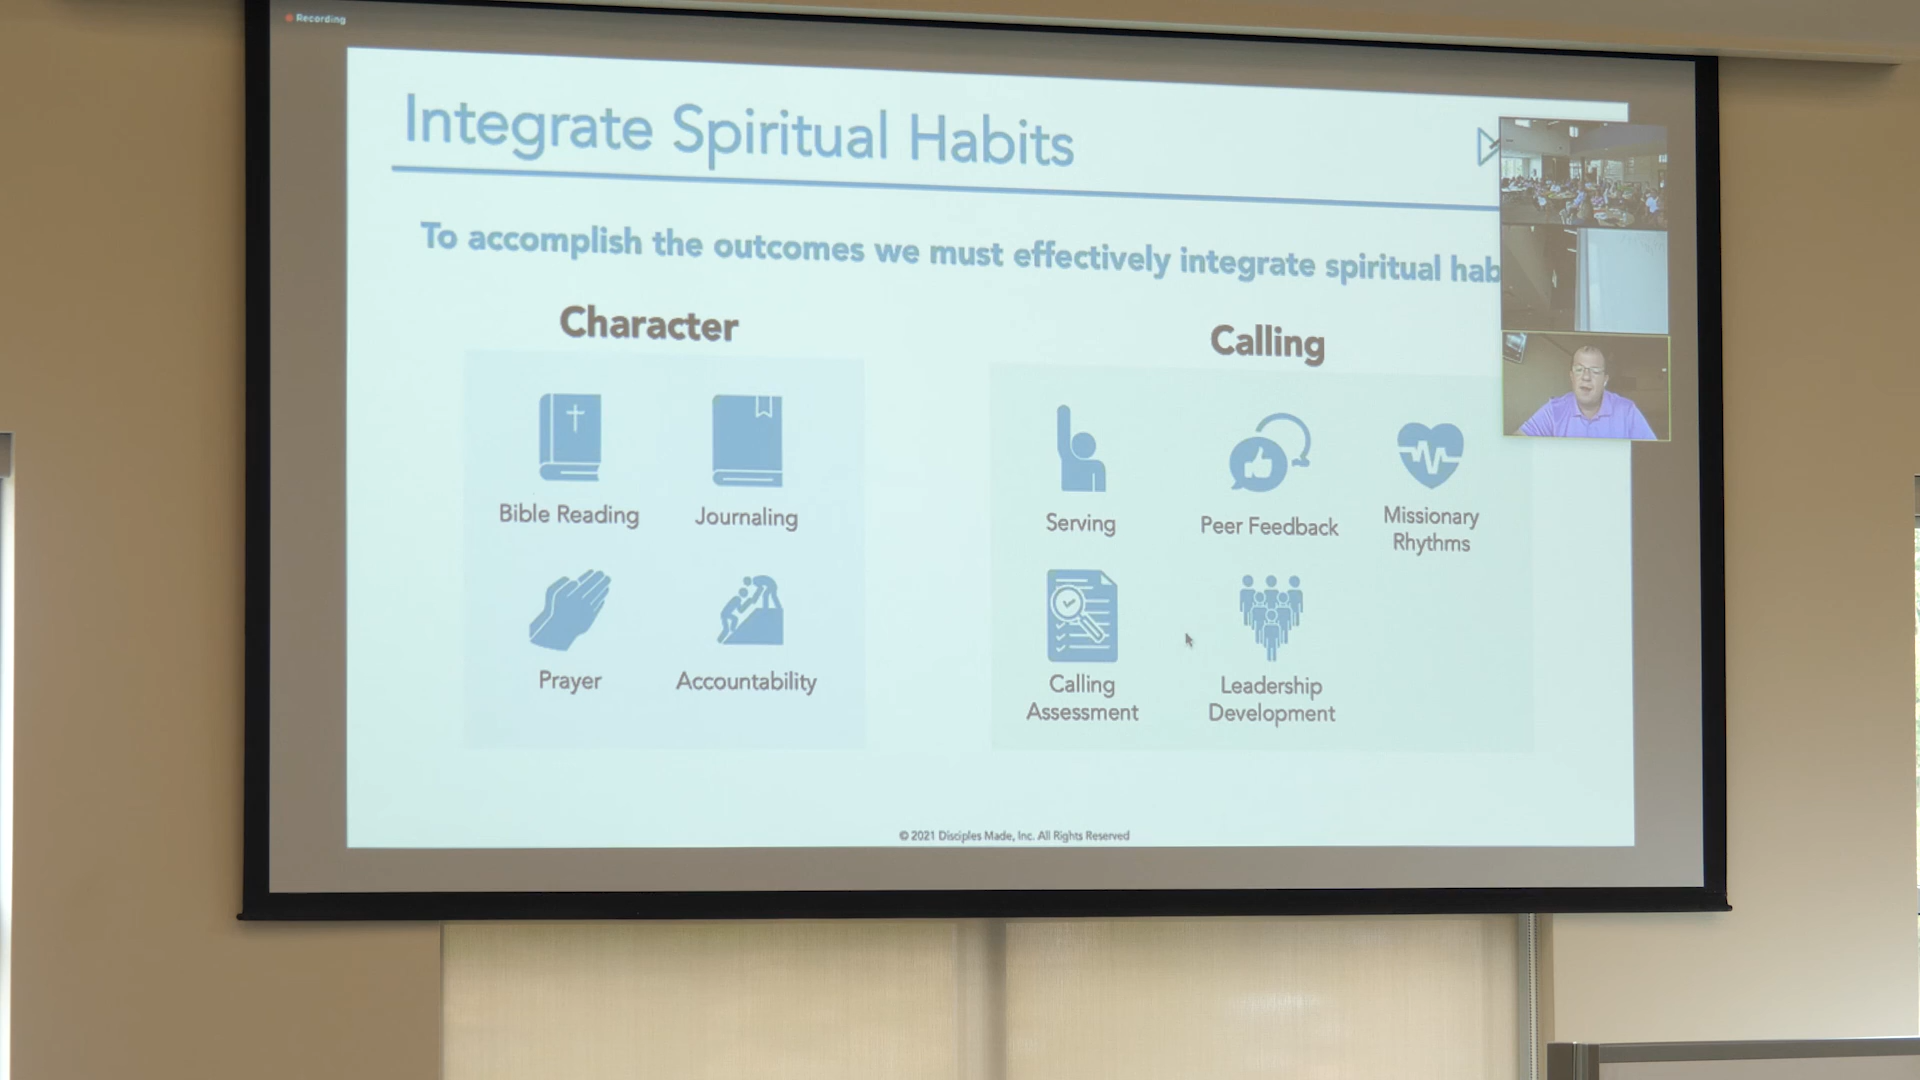 Recording
Integrate Spiritual Habits
To accomplish the outcomes we must effectively integrate spiritual hab
Character
Calling
Bible Reading
Journaling
Serving
Peer Feedback
Missionary
Rhythms
Prayer
Accountability
Calling
Assessment
Leadership
Development
© 2021 Disciples Made, Inc. All Rights Reserved